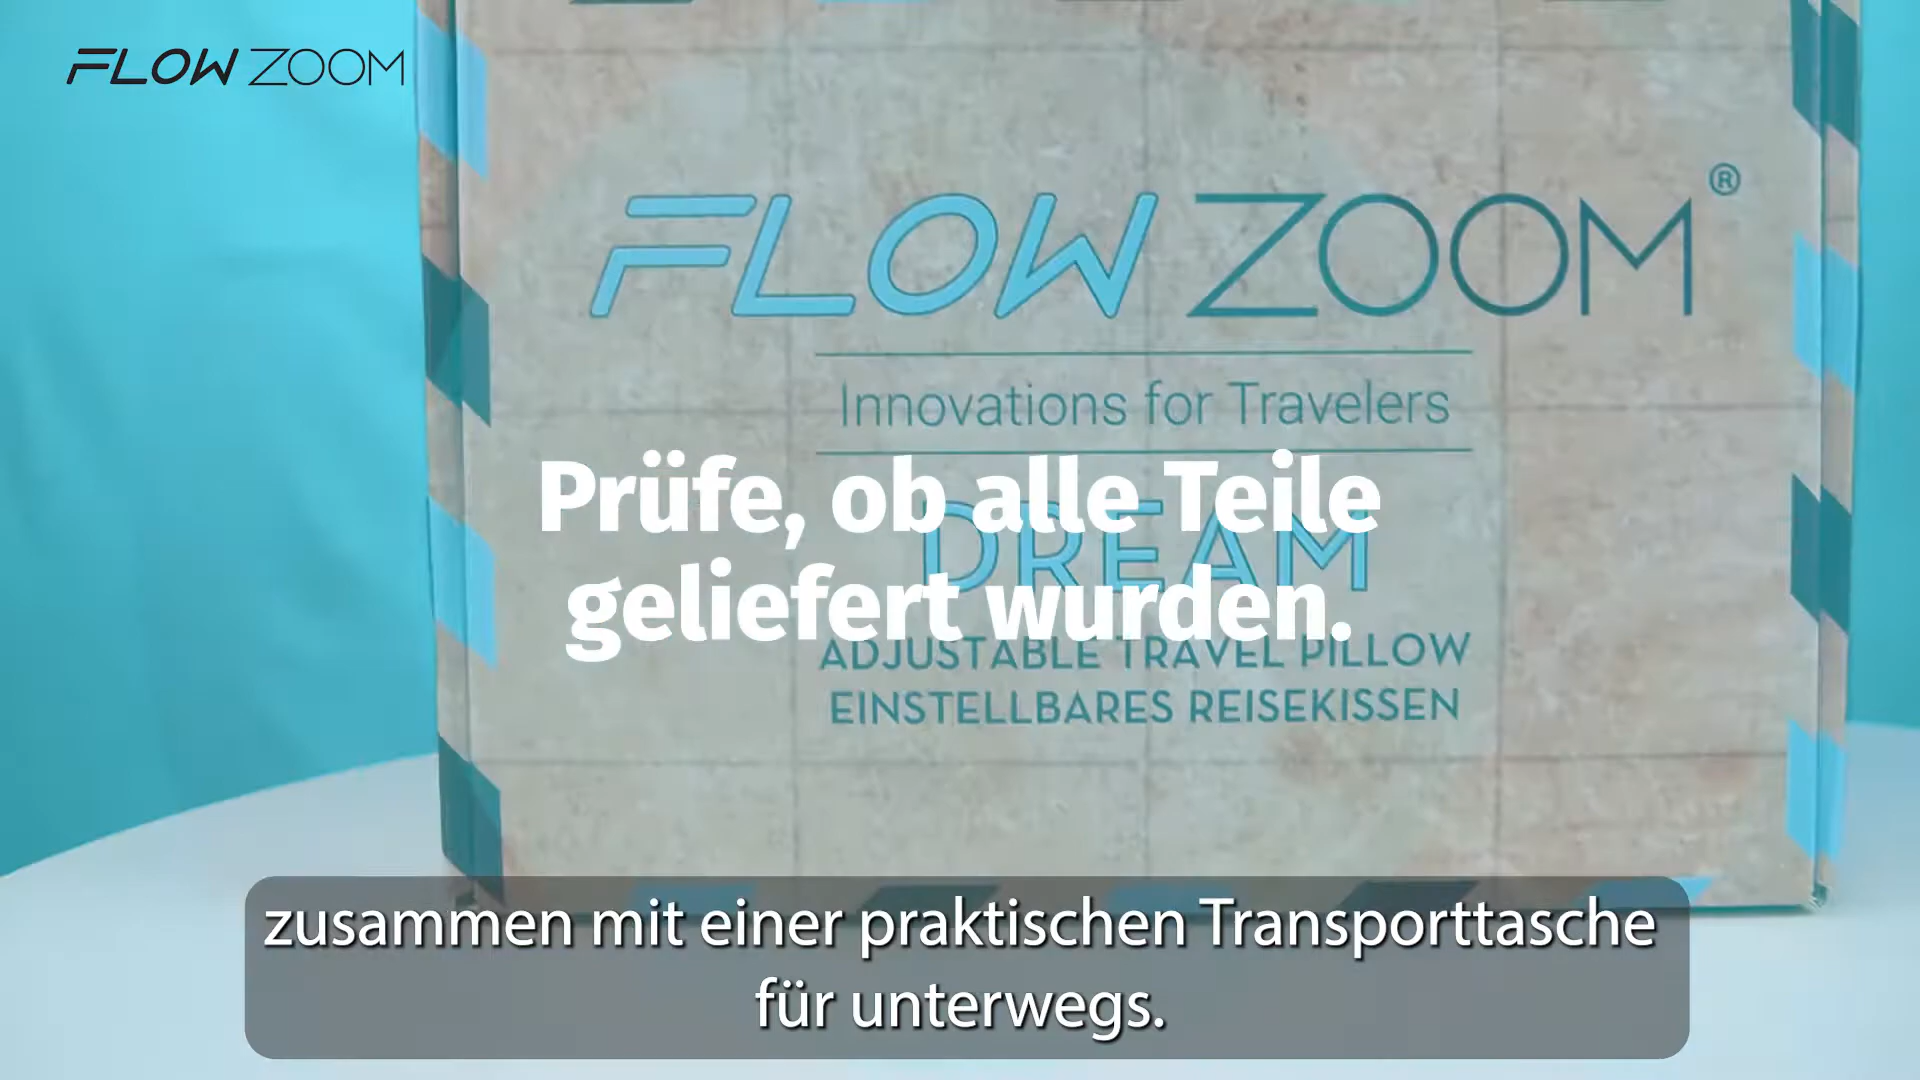 FLOW ZOOM
FLOW ZOOM®
Innovations for Travelers
Prüfe, ob alle Teile
DREAM
geliefert wurden.
ADJUSTABLE TRAVEL PILLOW
EINSTELLBARES REISEKISSEN
zusammen mit einer praktischen Transporttasche
für unterwegs.